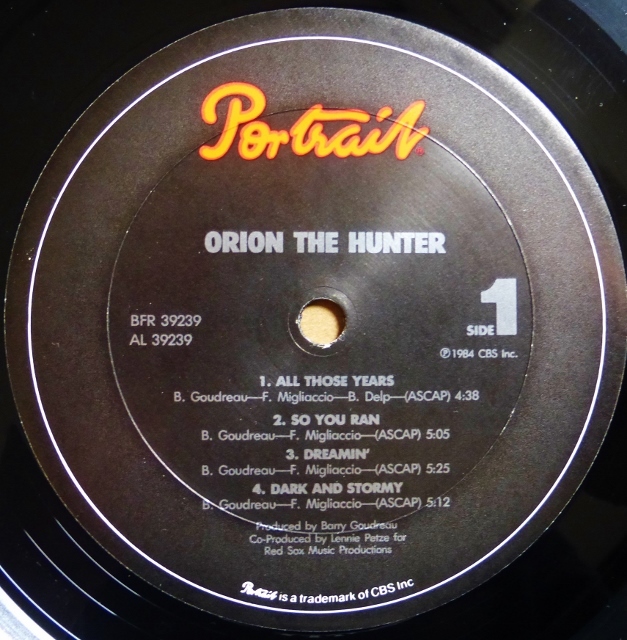 Portrait
ORION THE HUNTER
BFR 39239
AL 39239
SIDE 1
℗1984 CBS Inc.
1. ALL THOSE YEARS
B. Goudreau—F. Migliaccio—B. Delp—(ASCAP) 4:38
2. SO YOU RAN
B. Goudreau—F. Migliaccio—(ASCAP) 5:05
3. DREAMIN'
B. Goudreau—F. Migliaccio—(ASCAP) 5:25
4. DARK AND STORMY
B. Goudreau—F. Migliaccio—(ASCAP) 5:12
Produced by Barry Goudreau
Co-Produced by Lennie Petze for
Red Sox Music Productions
Portrait is a trademark of CBS Inc